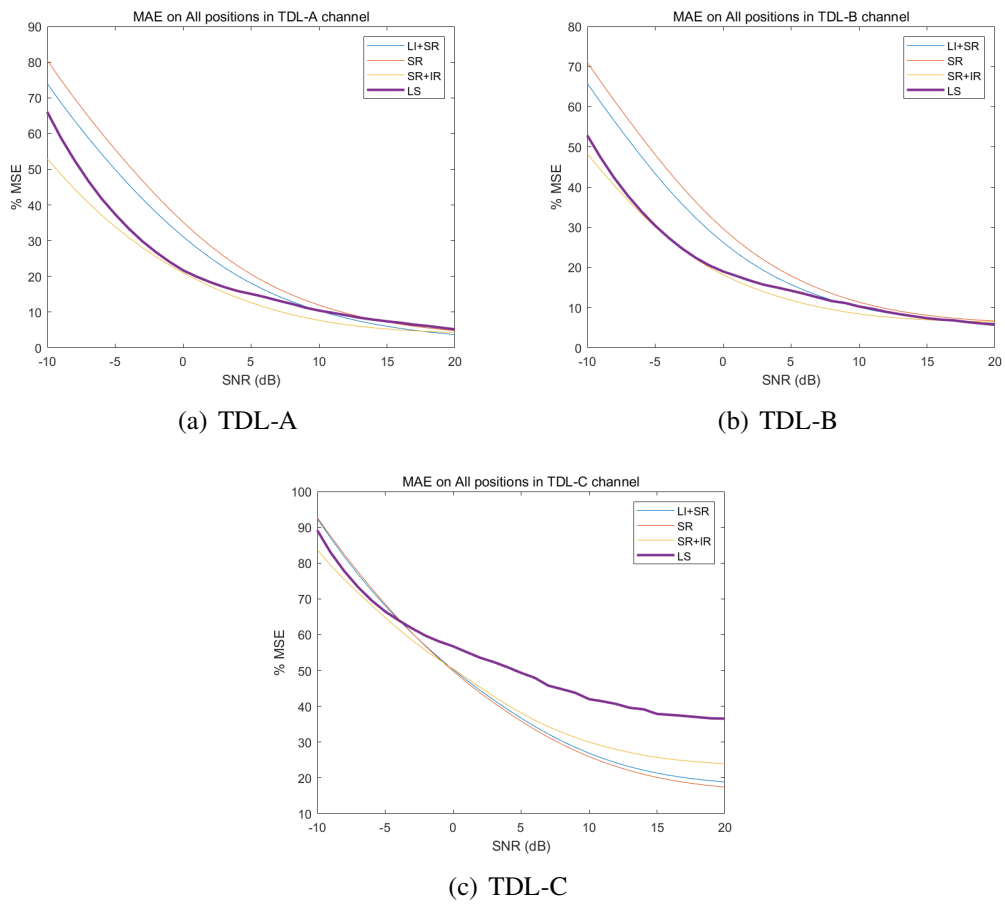 MAE on All positions in TDL-A channel
90
80
70
60
50
40
30
20
10
0
% MSE
-10 -5 0 5 10 15 20
SNR (dB)
LI+SR
SR
SR+IR
LS
(a) TDL-A
MAE on All positions in TDL-B channel
80
70
60
50
40
30
20
10
0
% MSE
-10 -5 0 5 10 15 20
SNR (dB)
LI+SR
SR
SR+IR
LS
(b) TDL-B
MAE on All positions in TDL-C channel
100
90
80
70
60
50
40
30
20
10
% MSE
-10 -5 0 5 10 15 20
SNR (dB)
LI+SR
SR
SR+IR
LS
(c) TDL-C